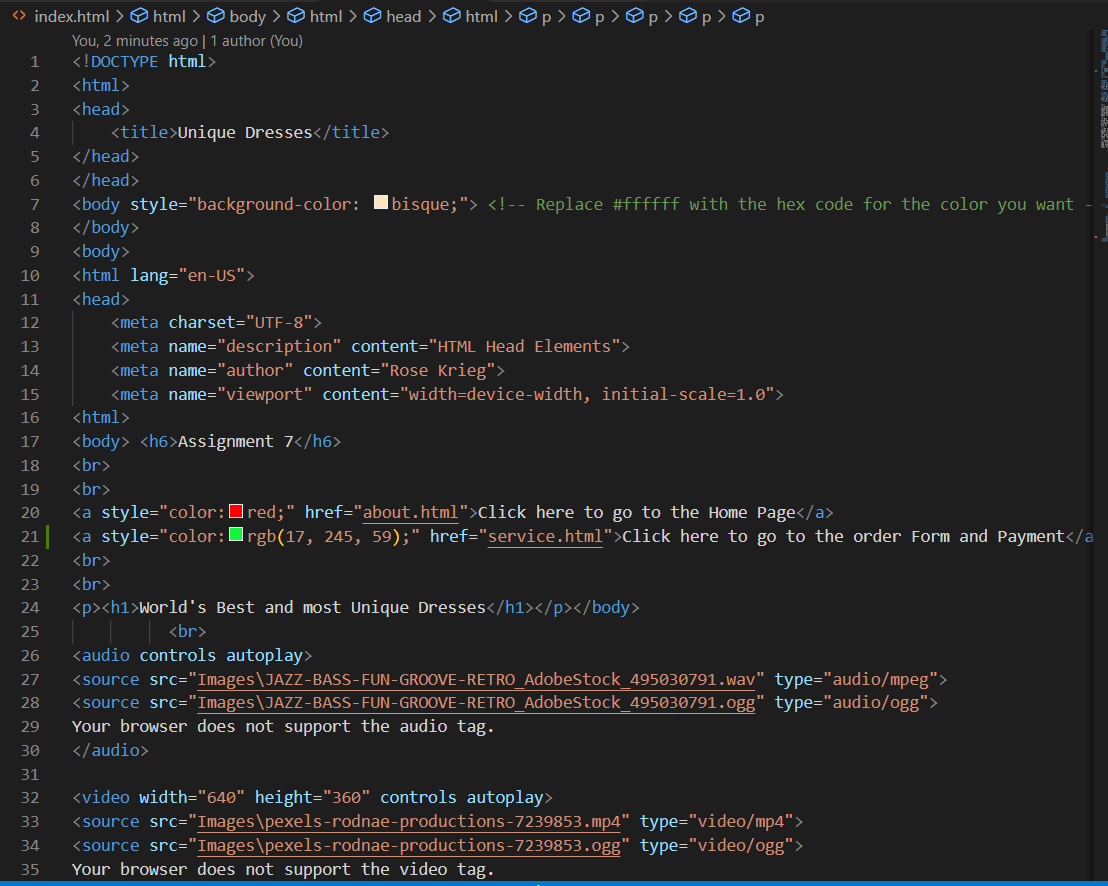 index.html > html > body > html > head > html > p > p > p > p > p
You, 2 minutes ago | 1 author (You)
1 <!DOCTYPE html>
2 <html>
3 <head>
4 <title>Unique Dresses</title>
5 </head>
6 </head>
7 <body style="background-color: bisque;"> <!-- Replace #ffffff with the hex code for the color you want -
8 </body>
9 <body>
10 <html lang="en-US">
11 <head>
12 <meta charset="UTF-8">
13 <meta name="description" content="HTML Head Elements">
14 <meta name="author" content="Rose Krieg">
15 <meta name="viewport" content="width=device-width, initial-scale=1.0">
16 <html>
17 <body> <h6>Assignment 7</h6>
18 <br>
19 <br>
20 <a style="color:red;" href="about.html">Click here to go to the Home Page</a>
21 <a style="color:rgb(17, 245, 59);" href="service.html">Click here to go to the order Form and Payment</a
22 <br>
23 <br>
24 <p><h1>World's Best and most Unique Dresses</h1></p></body>
25 <br>
26 <audio controls autoplay>
27 <source src="Images\JAZZ-BASS-FUN-GROOVE-RETRO_AdobeStock_495030791.wav" type="audio/mpeg">
28 <source src="Images\JAZZ-BASS-FUN-GROOVE-RETRO_AdobeStock_495030791.ogg" type="audio/ogg">
29 Your browser does not support the audio tag.
30 </audio>
31
32 <video width="640" height="360" controls autoplay>
33 <source src="Images\pexels-rodnae-productions-7239853.mp4" type="video/mp4">
34 <source src="Images\pexels-rodnae-productions-7239853.ogg" type="video/ogg">
35 Your browser does not support the video tag.